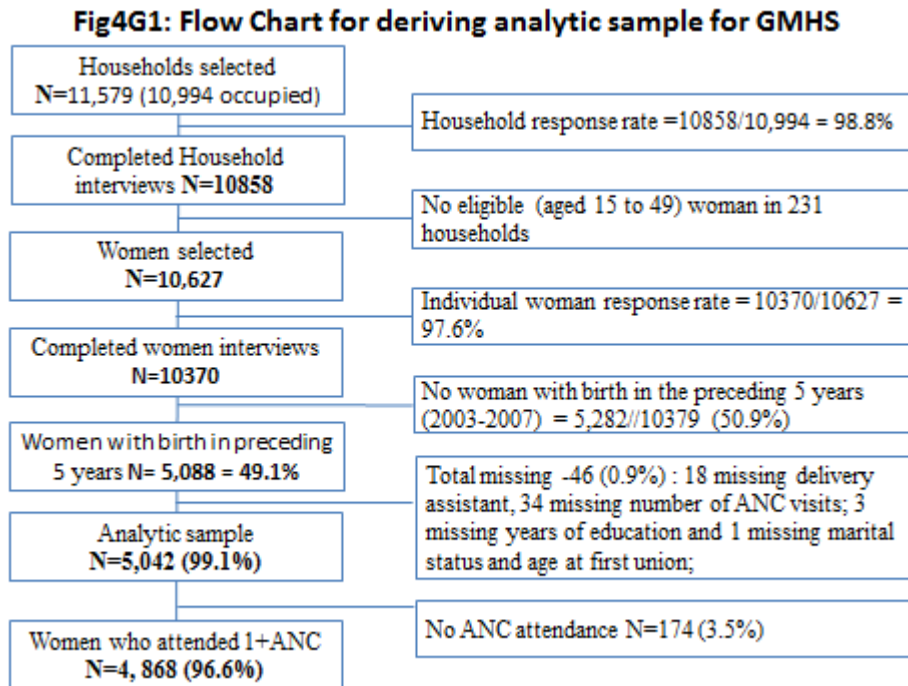 Fig4G1: Flow Chart for deriving analytic sample for GMHS
Households selected
N=11,579 (10,994 occupied)
Household response rate =10858/10,994 = 98.8%
Completed Household
interviews N=10858
No eligible (aged 15 to 49) woman in 231
households
Women selected
N=10,627
Individual woman response rate = 10370/10627 =
97.6%
Completed women interviews
N=10370
No woman with birth in the preceding 5 years
(2003-2007) = 5,282//10379 (50.9%)
Women with birth in preceding
5 years N= 5,088 = 49.1%
Total missing -46 (0.9%) : 18 missing delivery
assistant, 34 missing number of ANC visits; 3
missing years of education and 1 missing marital
status and age at first union;
Analytic sample
N=5,042 (99.1%)
No ANC attendance N=174 (3.5%)
Women who attended 1+ANC
N=4, 868 (96.6%)